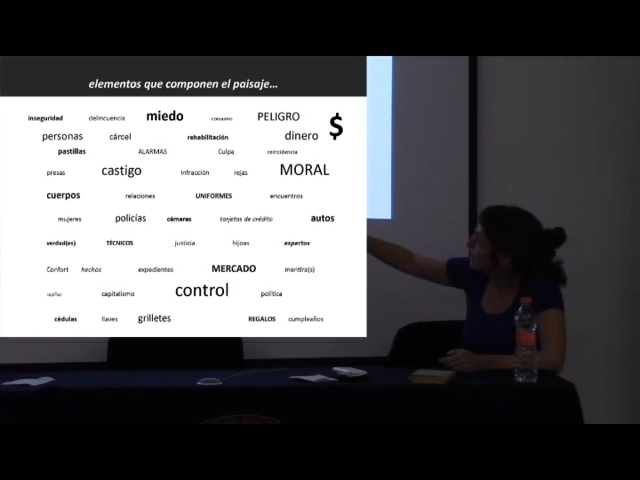 elementos que componen el paisaje...
inseguridad delincuencia miedo consumo PELIGRO $
personas cárcel rehabilitación dinero
pastillas ALARMAS Culpa reincidencia
presas castigo infracción rejas MORAL
cuerpos relaciones UNIFORMES encuentros
mujeres policías cámaras tarjetas de crédito autos
verdad(es) TÉCNICOS justicia hijoas expertos
Confort hechos expedientes MERCADO mentira(s)
capitalismo control política
cédulas llaves grilletes REGALOS cumpleaños